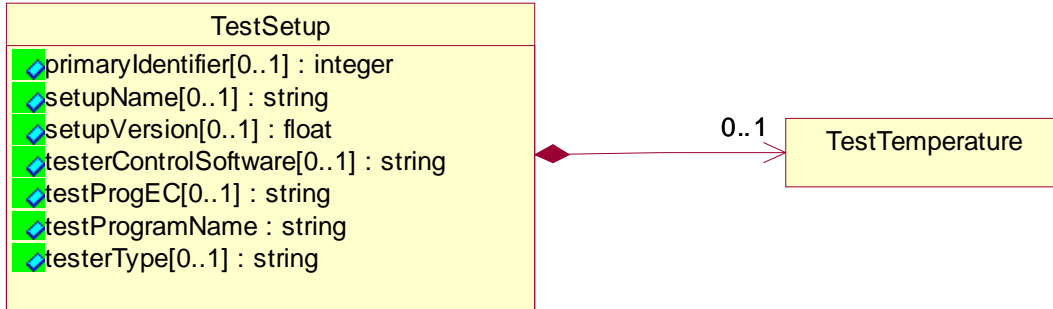 TestSetup
primaryIdentifier[0..1] : integer
setupName[0..1] : string
setupVersion[0..1] : float
testerControlSoftware[0..1] : string
testProgEC[0..1] : string
testProgramName : string
testerType[0..1] : string
0..1
TestTemperature